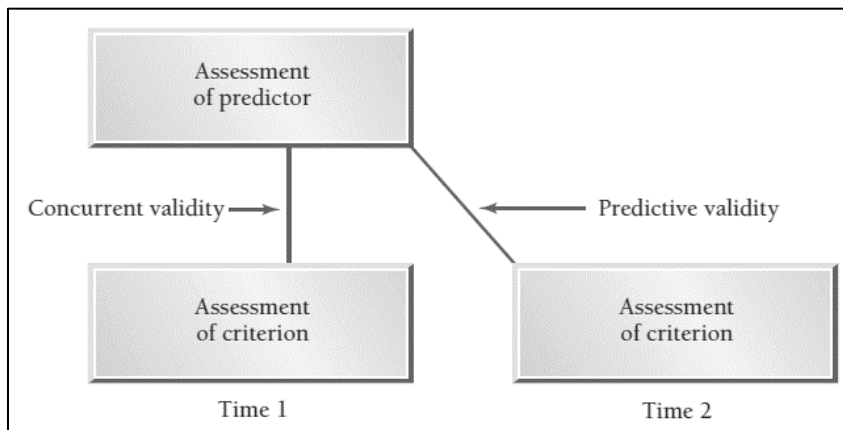 Assessment
of predictor
Concurrent validity
Predictive validity
Assessment
of criterion
Assessment
of criterion
Time 1
Time 2